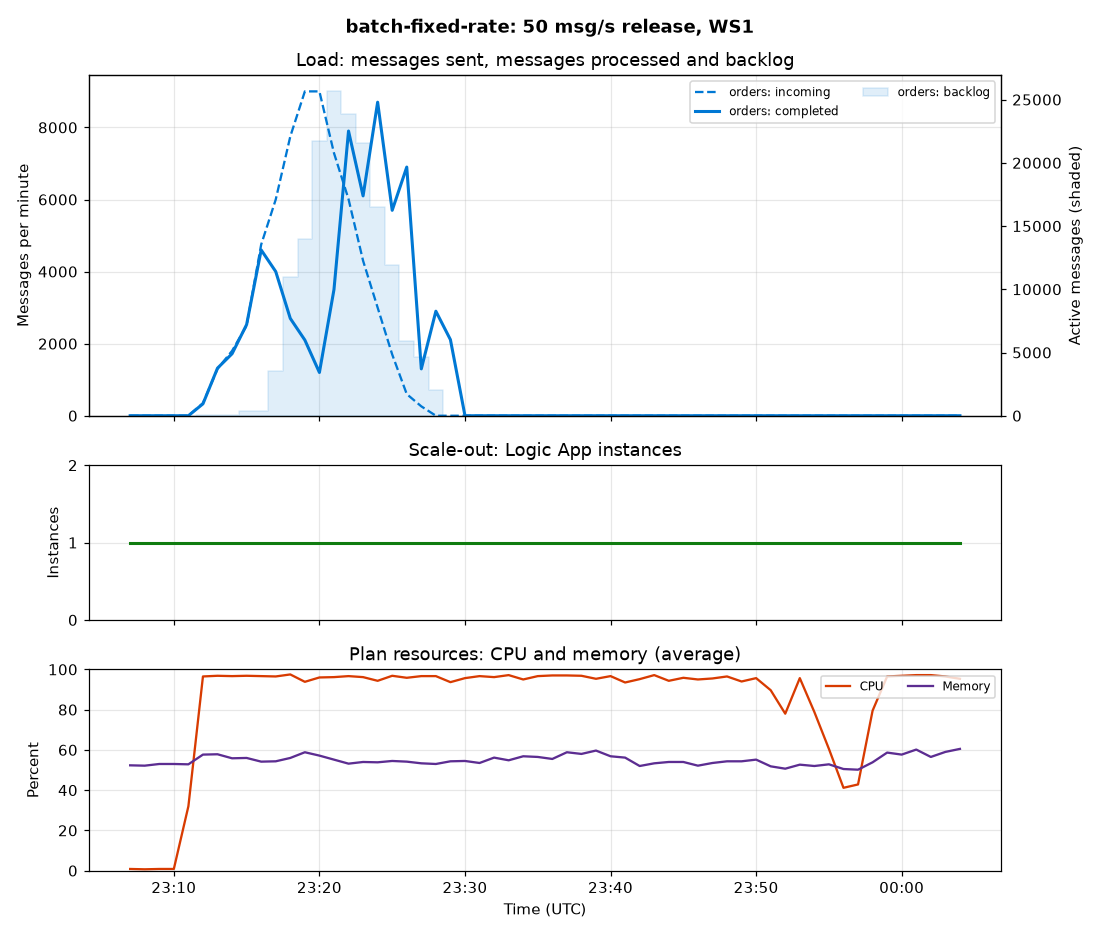 batch-fixed-rate: 50 msg/s release, WS1
Load: messages sent, messages processed and backlog
orders: incoming
orders: completed
orders: backlog
Messages per minute
8000
6000
4000
2000
0
Active messages (shaded)
25000
20000
15000
10000
5000
0
Scale-out: Logic App instances
Instances
2
1
0
Plan resources: CPU and memory (average)
CPU
Memory
Percent
100
80
60
40
20
0
23:10
23:20
23:30
23:40
23:50
00:00
Time (UTC)